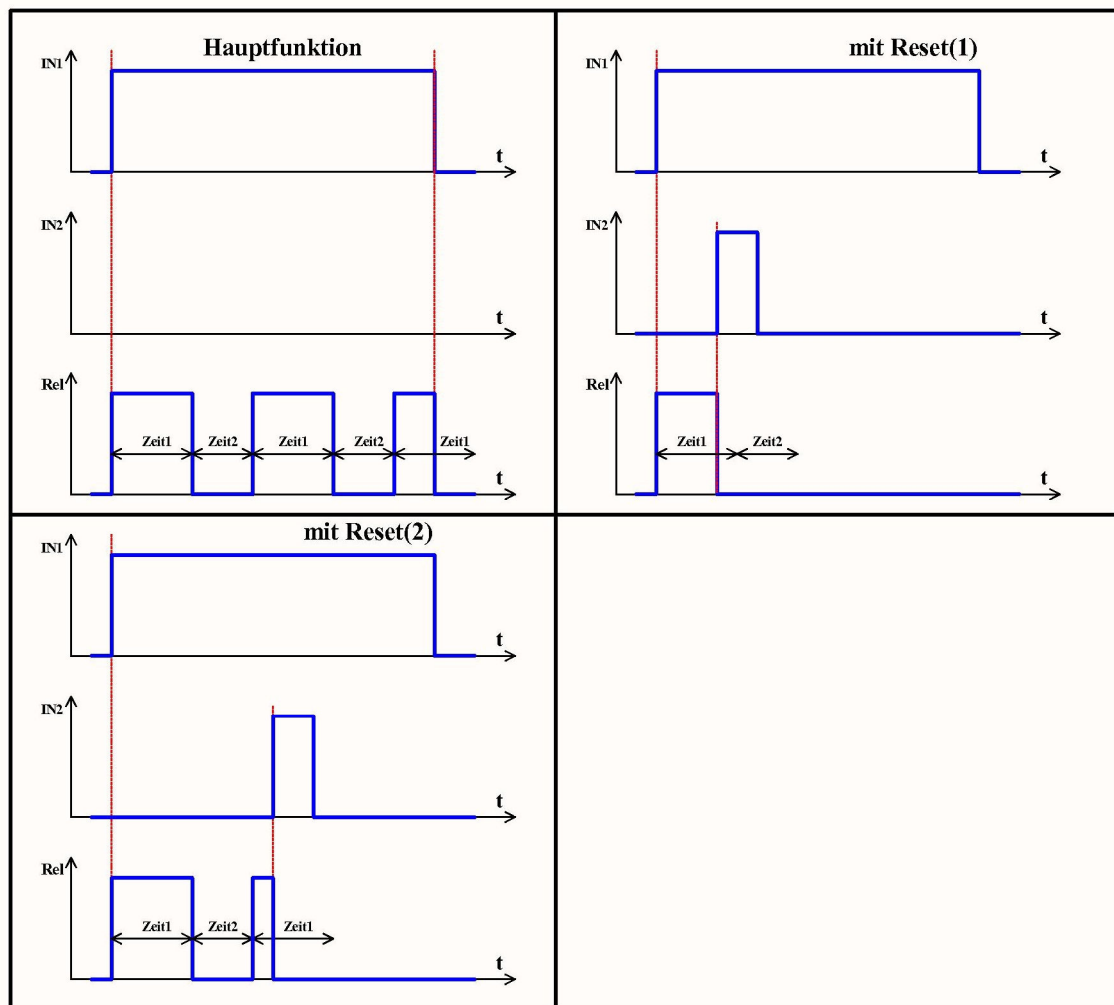 Hauptfunktion
IN1
t
IN2
t
Rel
Zeit1 Zeit2 Zeit1 Zeit2 Zeit1
t
mit Reset(1)
IN1
t
IN2
t
Rel
Zeit1 Zeit2
t
mit Reset(2)
IN1
t
IN2
t
Rel
Zeit1 Zeit2 Zeit1
t